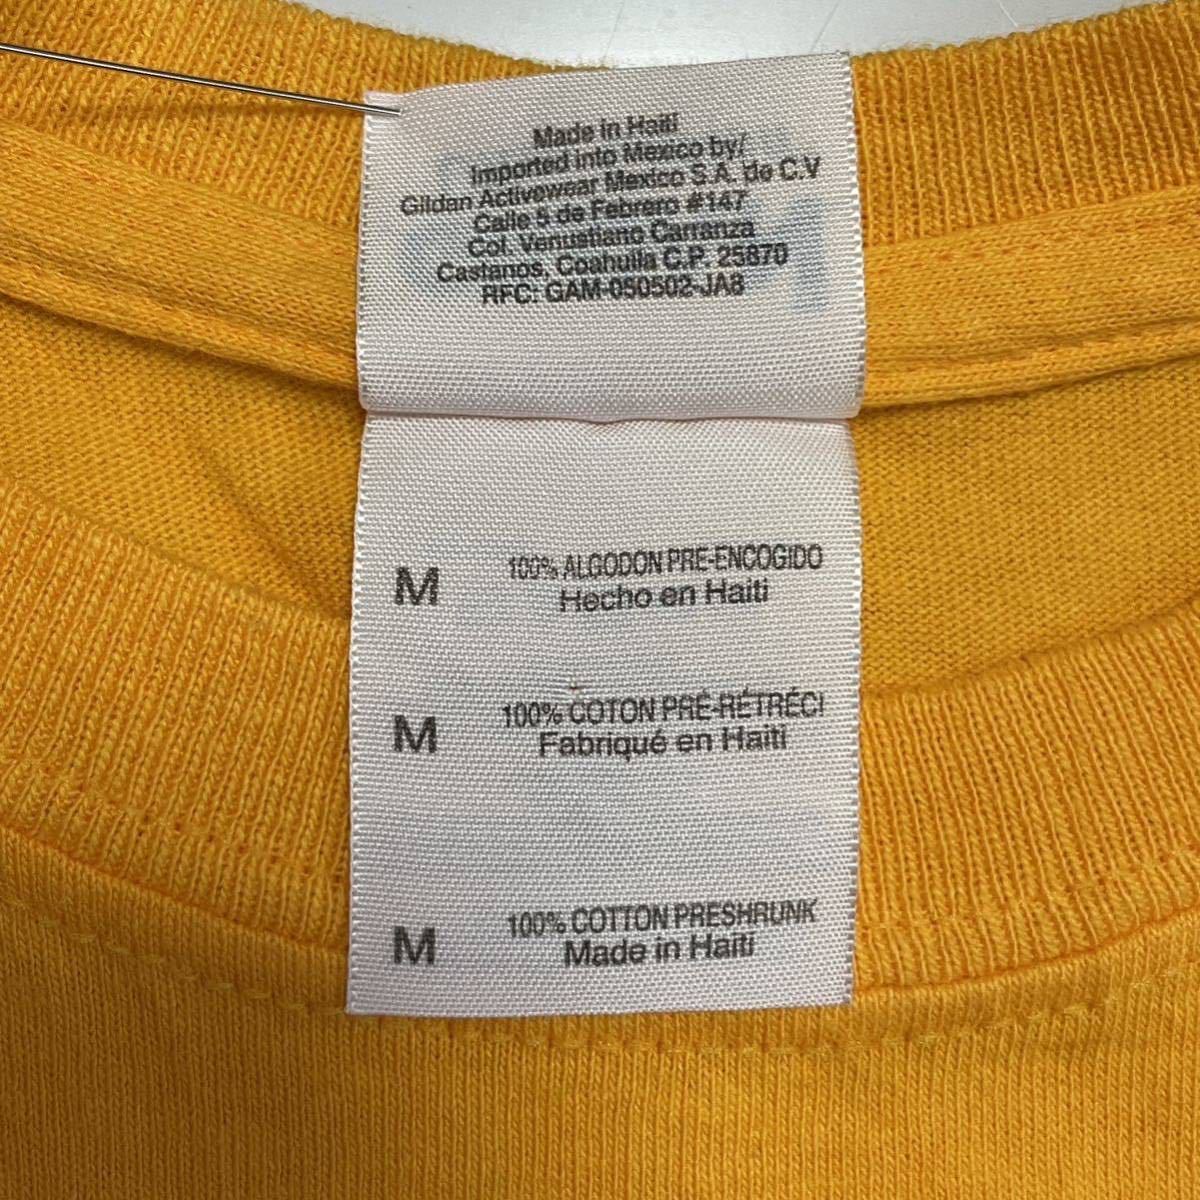 Made in Haiti
Imported into Mexico by/
Gildan Activewear Mexico S.A. de C.V
Calle 5 de Febrero #147
Col. Venustiano Carranza
Castanos, Coahuila C.P. 25870
RFC: GAM-050502-JA8
M 100% ALGODON PRE-ENCOGIDO
Hecho en Haiti
M 100% COTON PRÉ-RÉTRÉCI
Fabriqué en Haïti
M 100% COTTON PRESHRUNK
Made in Haiti